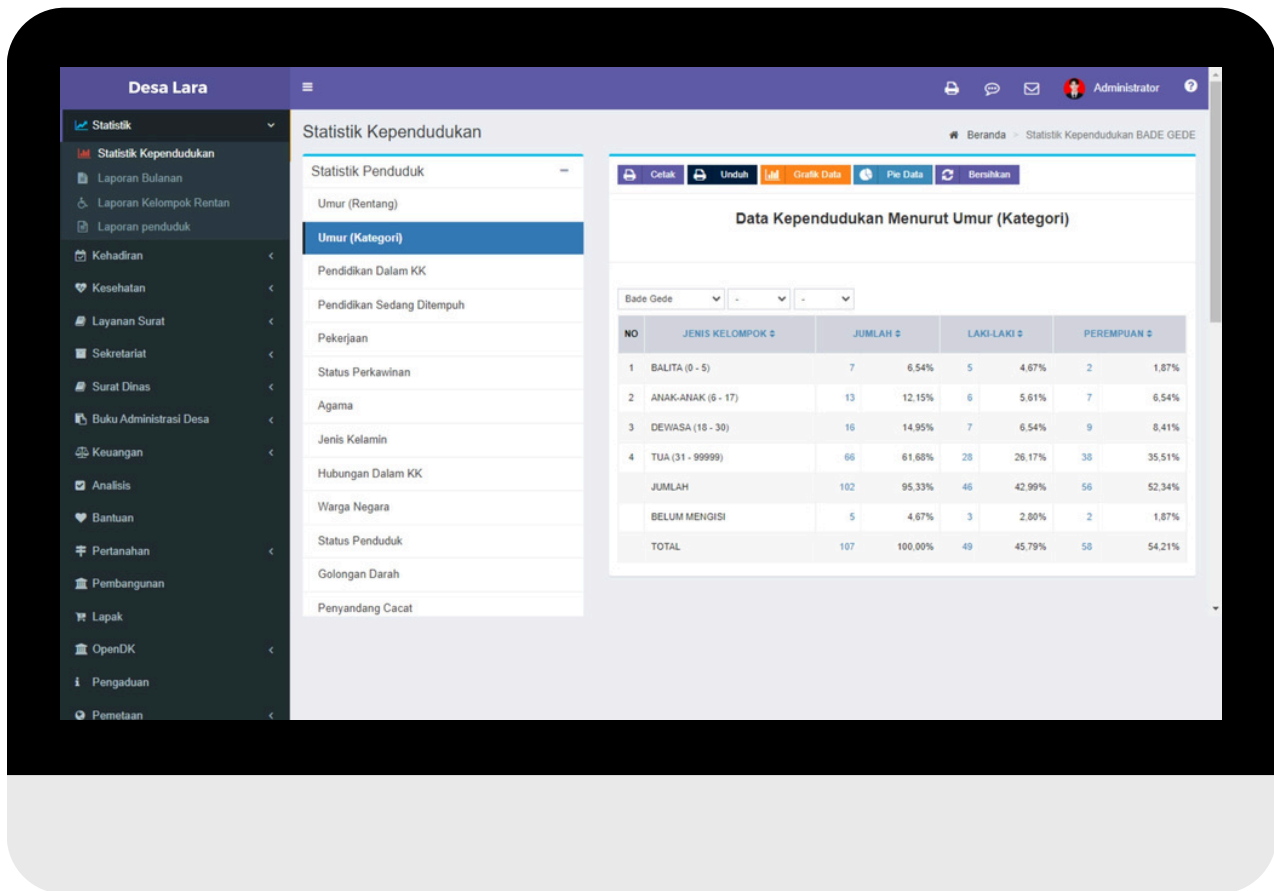 Desa Lara
Administrator
Statistik
Statistik Kependudukan
Laporan Bulanan
Laporan Kelompok Rentan
Laporan penduduk
Kehadiran
Kesehatan
Layanan Surat
Sekretariat
Surat Dinas
Buku Administrasi Desa
Keuangan
Analisis
Bantuan
Pertanahan
Pembangunan
Lapak
OpenDK
Pengaduan
Pemetaan
Statistik Kependudukan
Beranda > Statistik Kependudukan BADE GEDE
Statistik Penduduk
Umur (Rentang)
Umur (Kategori)
Pendidikan Dalam KK
Pendidikan Sedang Ditempuh
Pekerjaan
Status Perkawinan
Agama
Jenis Kelamin
Hubungan Dalam KK
Warga Negara
Status Penduduk
Golongan Darah
Penyandang Cacat
Cetak Unduh Grafik Data Pie Data Bersihkan
Data Kependudukan Menurut Umur (Kategori)
Bade Gede - -
NO JENIS KELOMPOK JUMLAH LAKI-LAKI PEREMPUAN
1 BALITA (0 - 5) 7 6,54% 5 4,67% 2 1,87%
2 ANAK-ANAK (6 - 17) 13 12,15% 6 5,61% 7 6,54%
3 DEWASA (18 - 30) 16 14,95% 7 6,54% 9 8,41%
4 TUA (31 - 99999) 66 61,68% 28 26,17% 38 35,51%
JUMLAH 102 95,33% 46 42,99% 56 52,34%
BELUM MENGISI 5 4,67% 3 2,80% 2 1,87%
TOTAL 107 100,00% 49 45,79% 58 54,21%